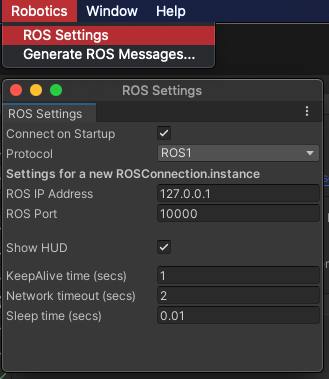 Robotics Window Help
ROS Settings
Generate ROS Messages...
ROS Settings
ROS Settings
Connect on Startup
Protocol ROS1
Settings for a new ROSConnection.instance
ROS IP Address 127.0.0.1
ROS Port 10000
Show HUD
KeepAlive time (secs) 1
Network timeout (secs) 2
Sleep time (secs) 0.01